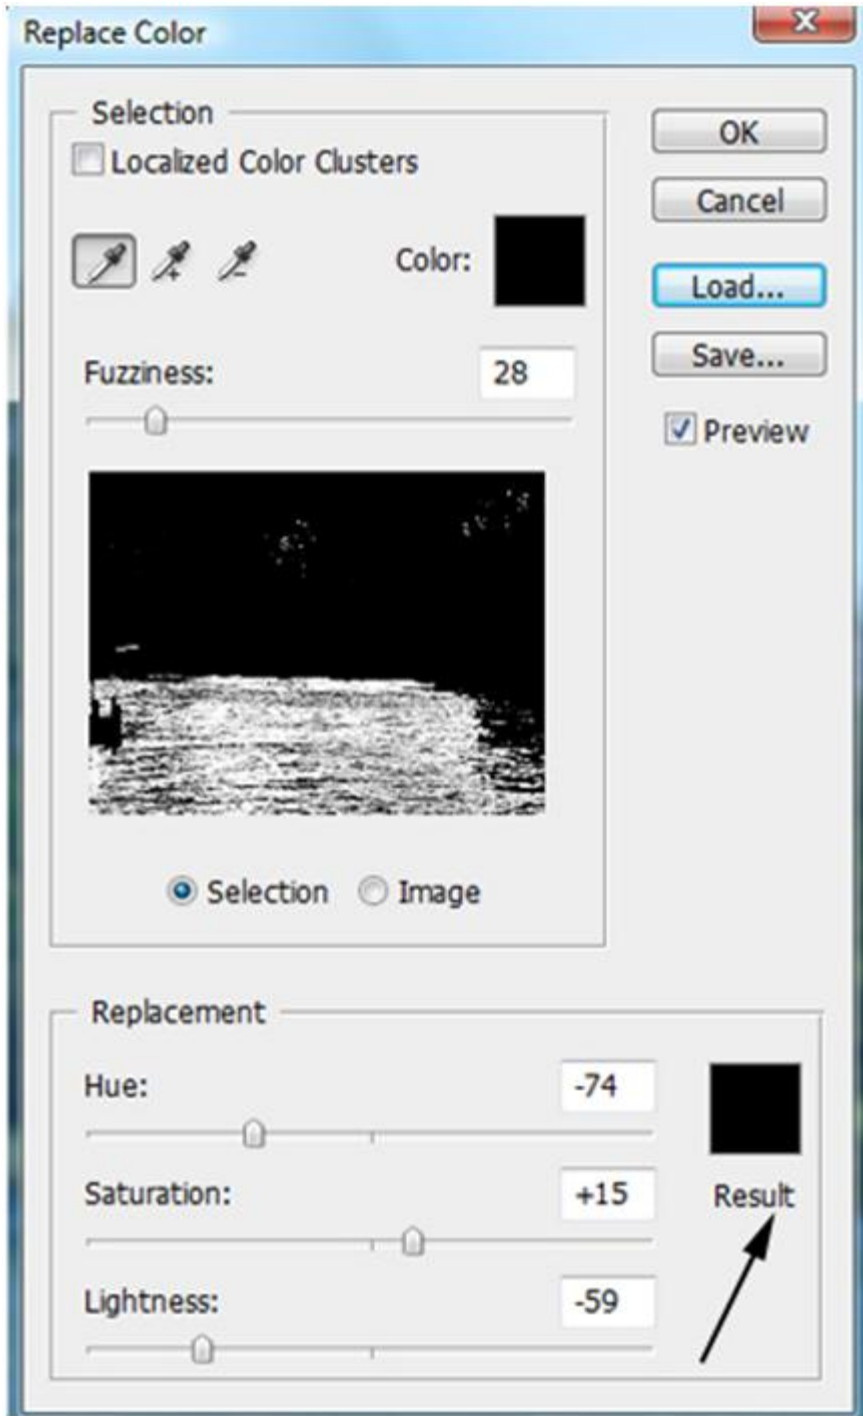 Replace Color
Selection
Localized Color Clusters
Color:
Fuzziness:
28
Selection
Image
OK
Cancel
Load...
Save...
Preview
Replacement
Hue:
-74
Saturation:
+15
Lightness:
-59
Result